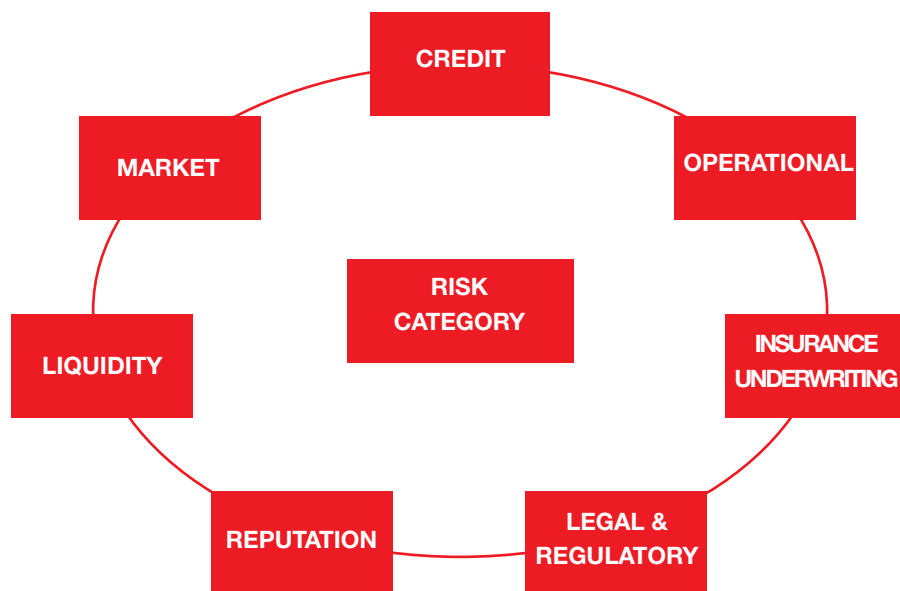 CREDIT
MARKET
OPERATIONAL
RISK
CATEGORY
LIQUIDITY
INSURANCE
UNDERWRITING
REPUTATION
LEGAL &
REGULATORY